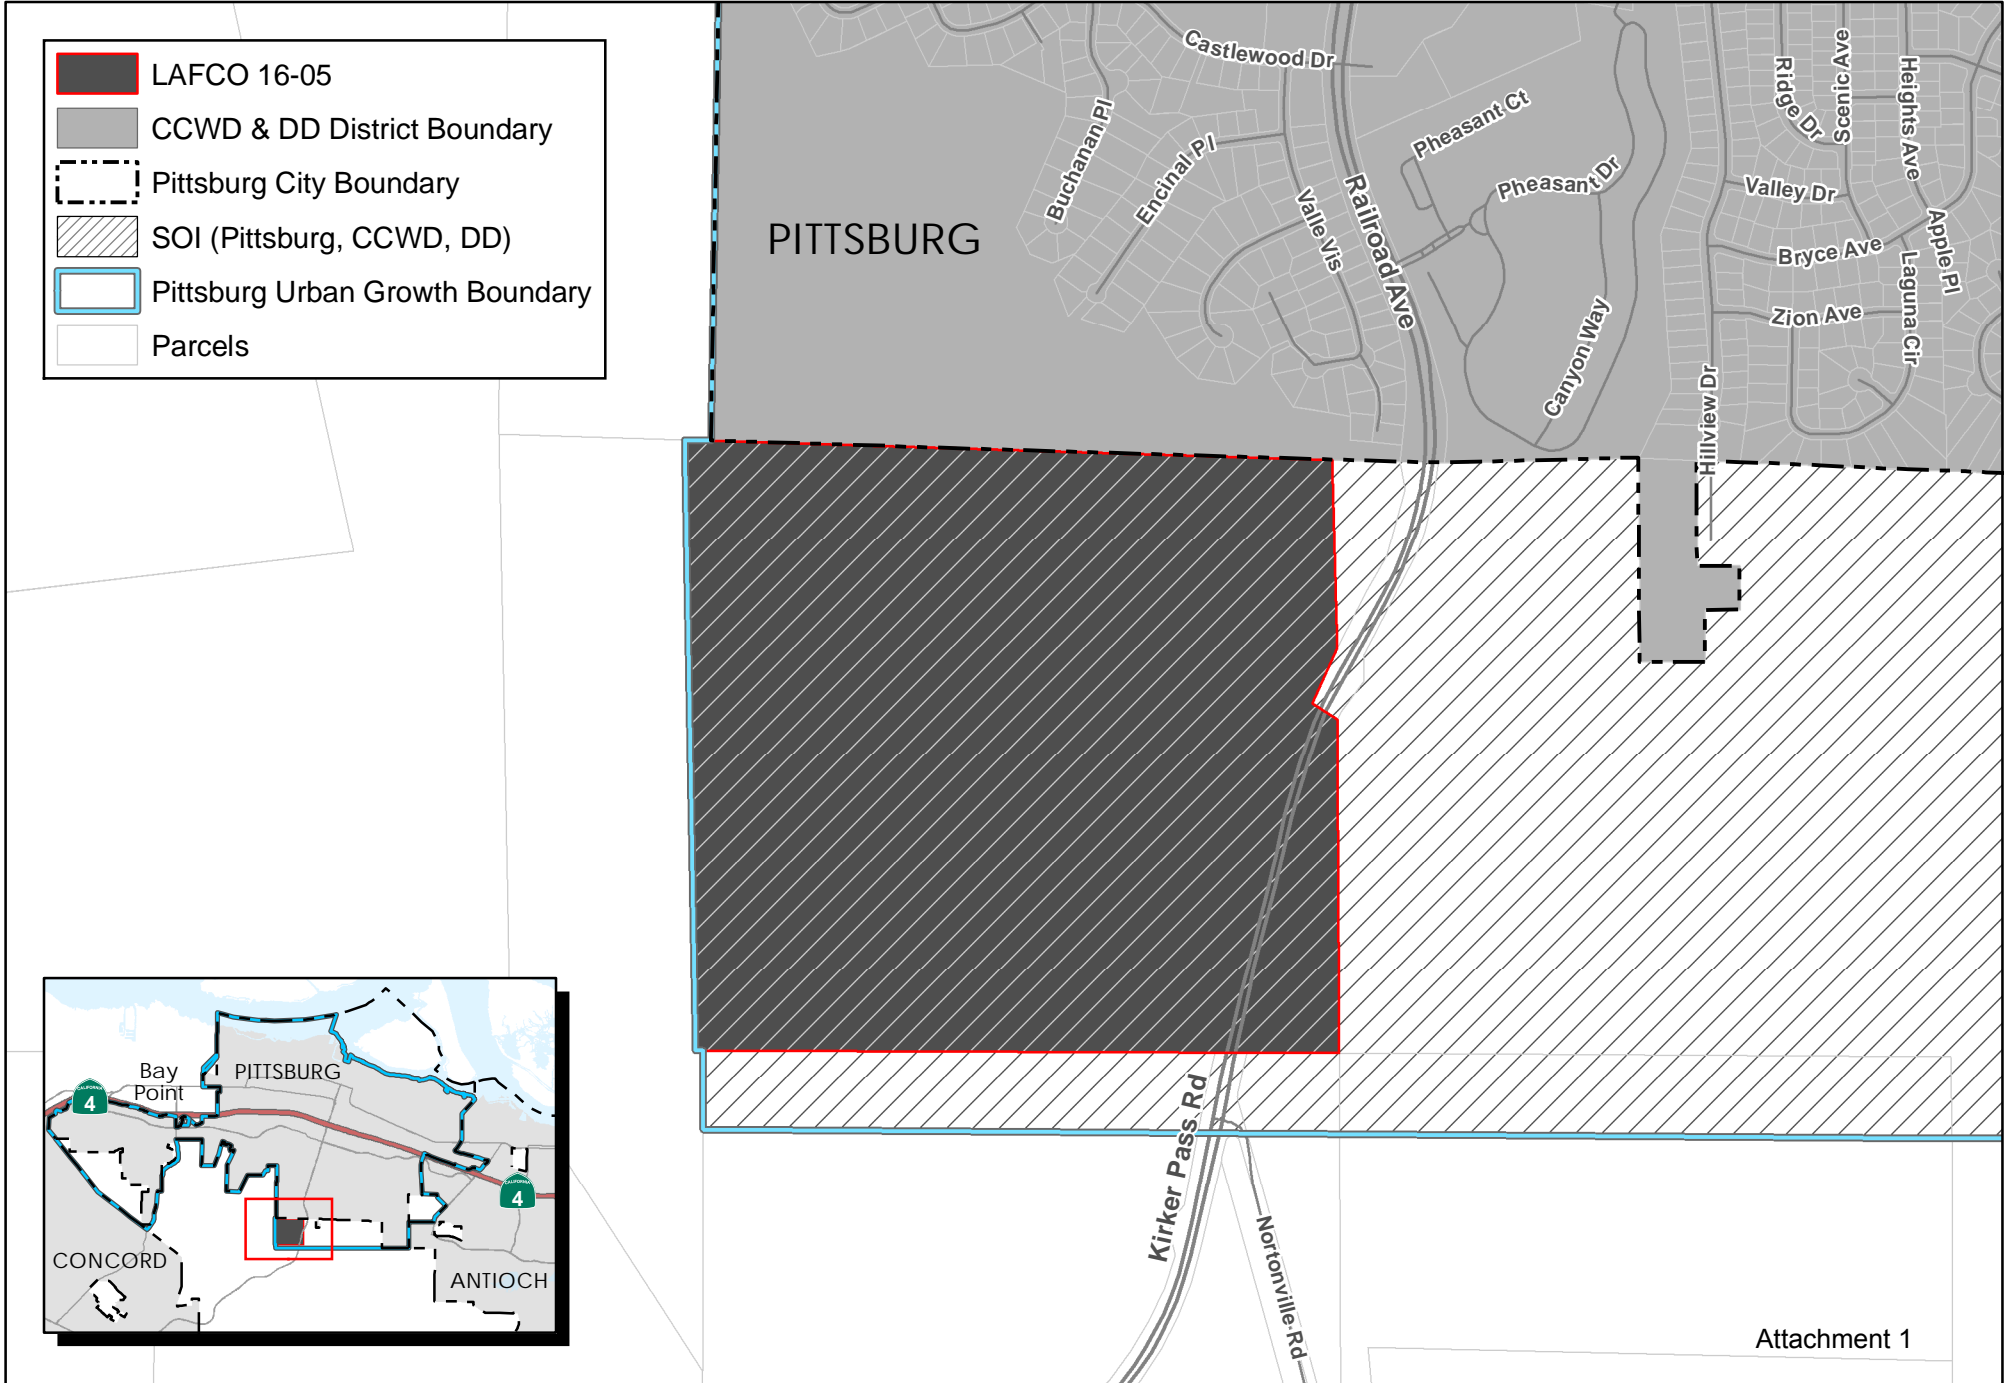 LAFCO 16-05
CCWD & DD District Boundary
Pittsburg City Boundary
SOI (Pittsburg, CCWD, DD)
Pittsburg Urban Growth Boundary
Parcels
PITTSBURG
Castlewood Dr
Buchanan Pl
Encinal Pl
Valle Vis
Railroad Ave
Pheasant Ct
Pheasant Dr
Canyon Way
Ridge Dr
Scenic Ave
Heights Ave
Valley Dr
Bryce Ave
Apple Pl
Laguna Cir
Zion Ave
Hillview Dr
Kirker Pass Rd
Nortonville Rd
Bay
Point
PITTSBURG
CALIFORNIA
4
CALIFORNIA
4
CONCORD
ANTIOCH
Attachment 1